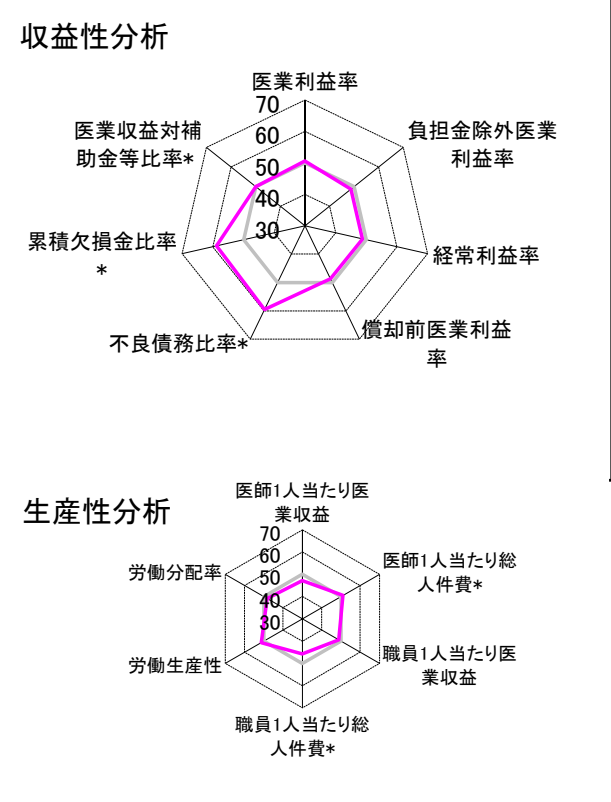 収益性分析
医業利益率
70
60
50
40
30
負担金除外医業
利益率
経常利益率
償却前医業利益
率
不良債務比率*
累積欠損金比率
*
医業収益対補
助金等比率*
生産性分析
医師1人当たり医
業収益
70
60
50
40
30
医師1人当たり総
人件費*
職員1人当たり医
業収益
職員1人当たり総
人件費*
労働生産性
労働分配率